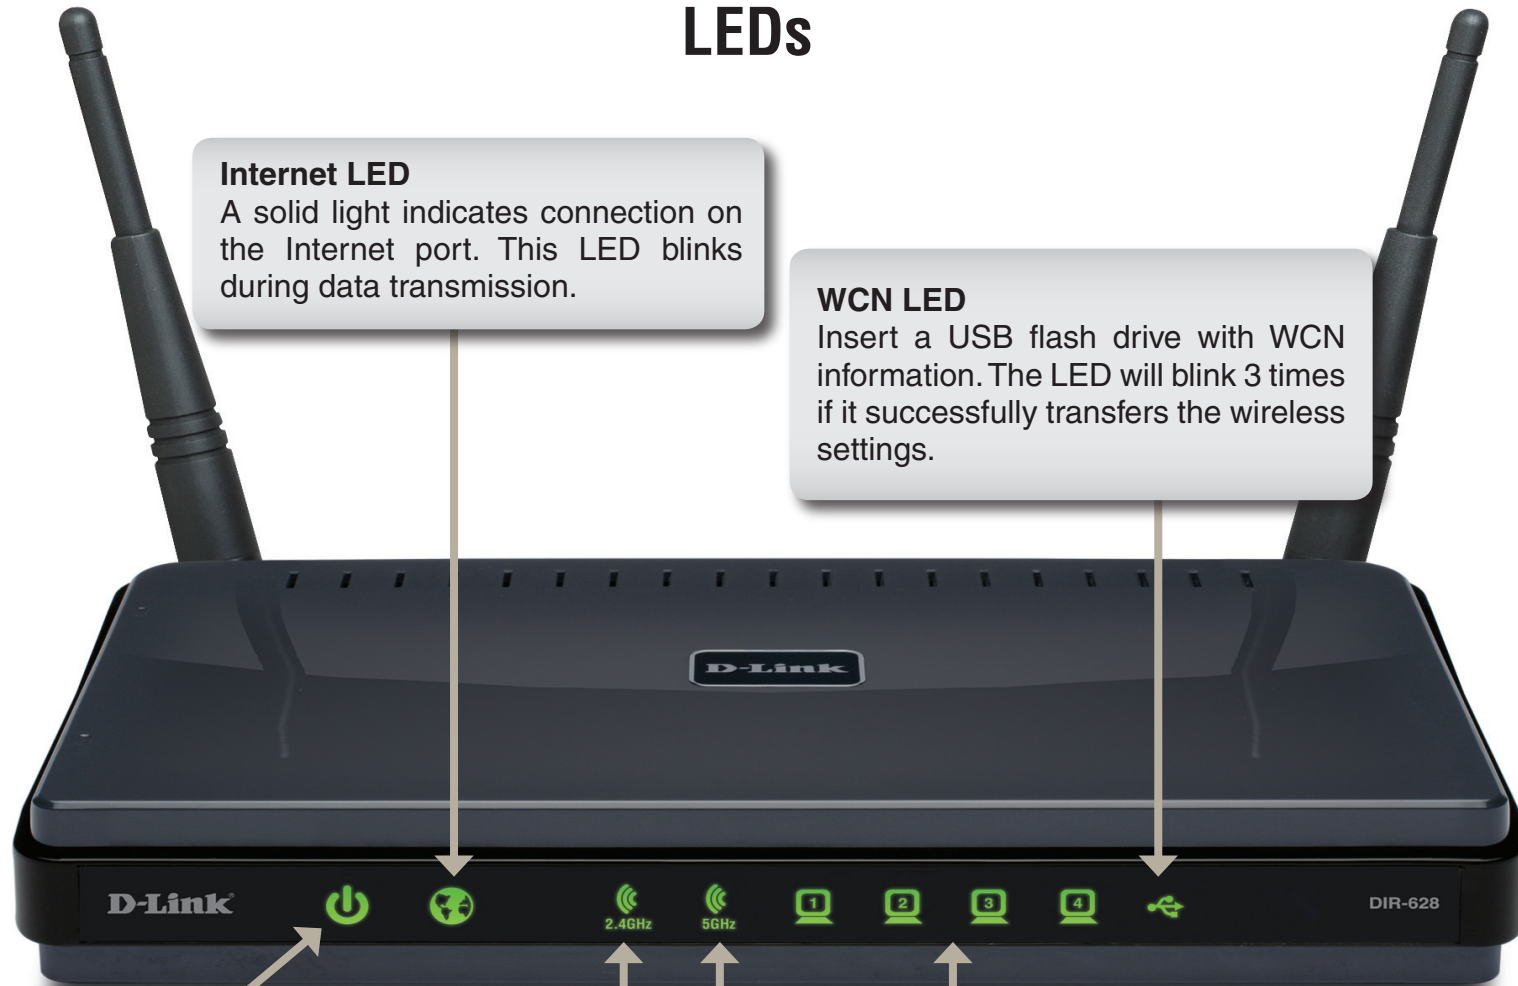 LEDs
Internet LED
A solid light indicates connection on
the Internet port. This LED blinks
during data transmission.
WCN LED
Insert a USB flash drive with WCN
information. The LED will blink 3 times
if it successfully transfers the wireless
settings.
D-Link
D-Link
2.4GHz
5GHz
1
2
3
4
DIR-628